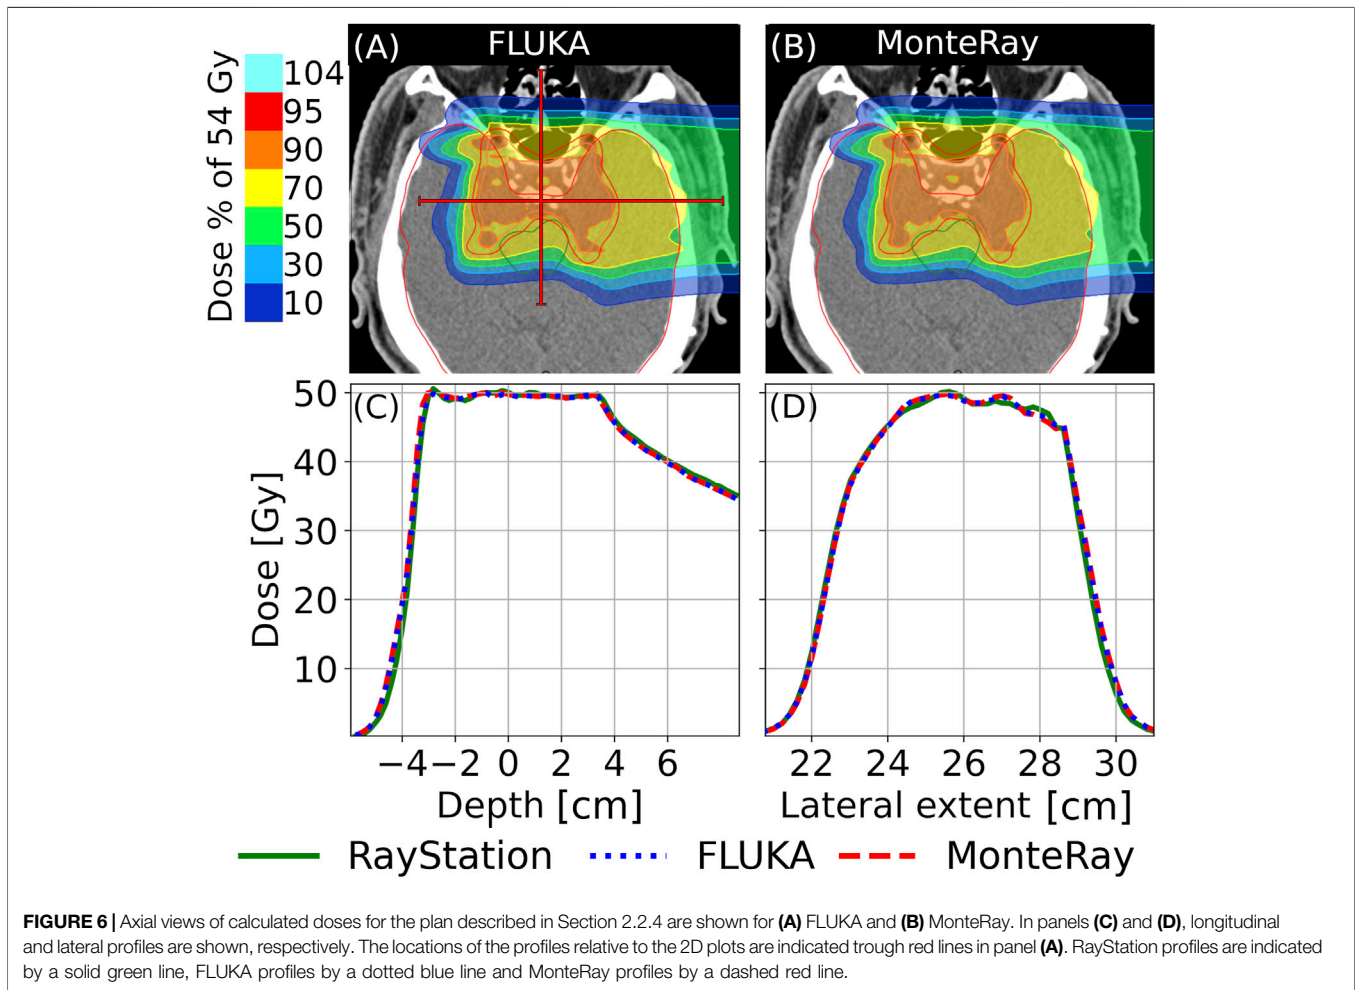 (A) FLUKA
(B) MonteRay
Dose % of 54 Gy
104
95
90
70
50
30
10
(C)
(D)
Dose [Gy]
50
40
30
20
10
−4 −2 0 2 4 6
22 24 26 28 30
Depth [cm]
Lateral extent [cm]
RayStation FLUKA MonteRay
FIGURE 6 | Axial views of calculated doses for the plan described in Section 2.2.4 are shown for (A) FLUKA and (B) MonteRay. In panels (C) and (D), longitudinal
and lateral profiles are shown, respectively. The locations of the profiles relative to the 2D plots are indicated trough red lines in panel (A). RayStation profiles are indicated
by a solid green line, FLUKA profiles by a dotted blue line and MonteRay profiles by a dashed red line.